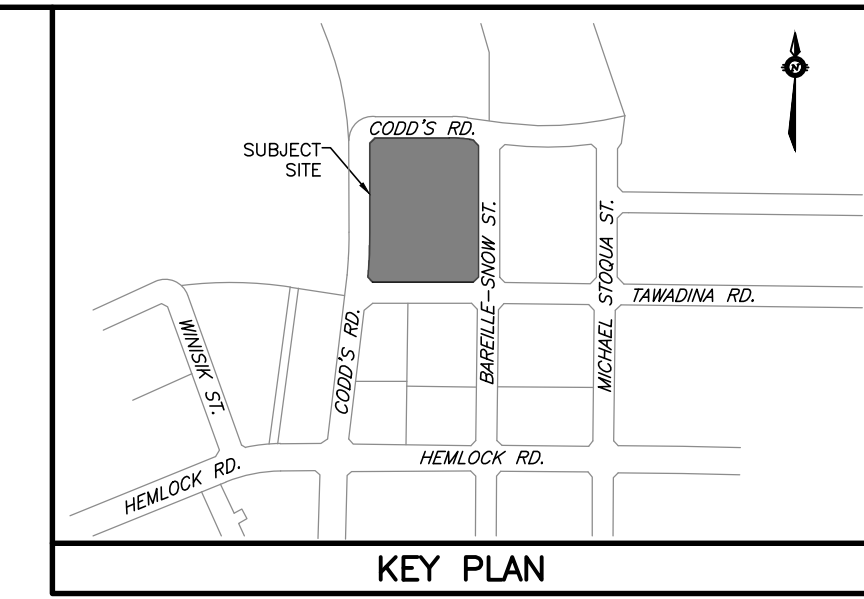 CODD'S RD.
N
SUBJECT
SITE
BAREILLE-SNOW ST.
MICHAEL STOQUA ST.
TAWADINA RD.
WINISIK ST.
CODD'S RD.
HEMLOCK RD.
HEMLOCK RD.
KEY PLAN